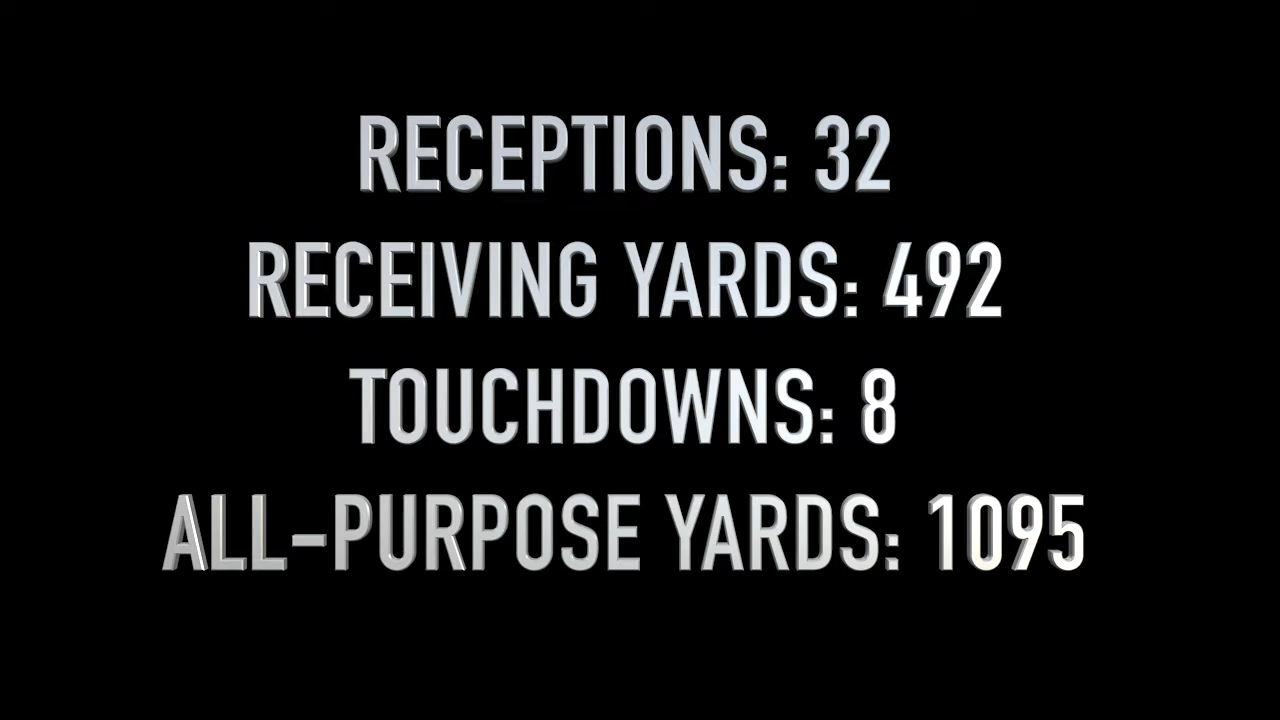 RECEPTIONS: 32
RECEIVING YARDS: 492
TOUCHDOWNS: 8
ALL-PURPOSE YARDS: 1095